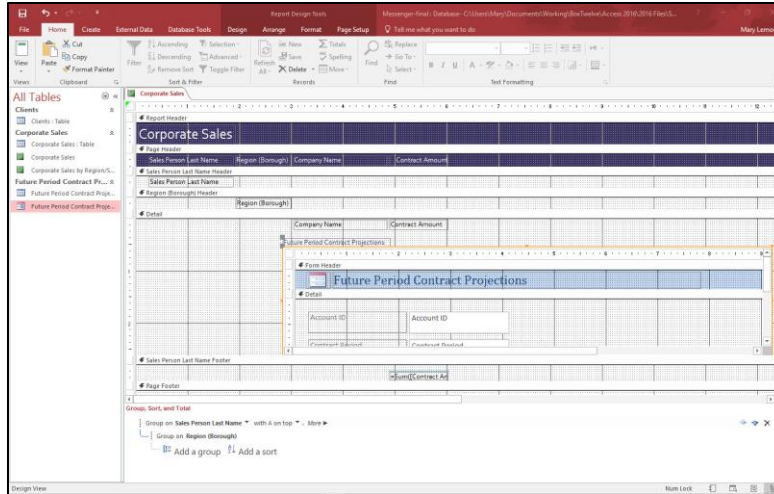 Report Design Tools
Messenger-final : Database- C:\Users\Mary\Documents\Working\BoxTwelve\Access 2016\2016 Files\S...
File Home Create External Data Database Tools Design Arrange Format Page Setup Tell me what you want to do
Mary Lemon
View
Views
Paste
Cut
Copy
Format Painter
Clipboard
Filter
Ascending
Descending
Remove Sort
Selection
Advanced
Toggle Filter
Sort & Filter
Refresh
All
New
Save
Delete
Totals
Spelling
More
Records
Find
Replace
Go To
Select
Find
B I U
Text Formatting
All Tables
Clients
Clients : Table
Corporate Sales
Corporate Sales : Table
Corporate Sales
Corporate Sales by Region/S...
Future Period Contract Pr...
Future Period Contract Proje...
Future Period Contract Proje...
Corporate Sales
Report Header
Corporate Sales
Page Header
Sales Person Last Name Region (Borough) Company Name Contract Amount
Sales Person Last Name Header
Sales Person Last Name
Region (Borough) Header
Region (Borough)
Detail
Company Name Contract Amount
Future Period Contract Projections
Form Header
Future Period Contract Projections
Detail
Account ID Account ID
Contract Period Contract Period
Sales Person Last Name Footer
=Sum([Contract Am
Page Footer
Group, Sort, and Total
Group on Sales Person Last Name with A on top , More
Group on Region (Borough)
Add a group Add a sort
Design View
Num Lock